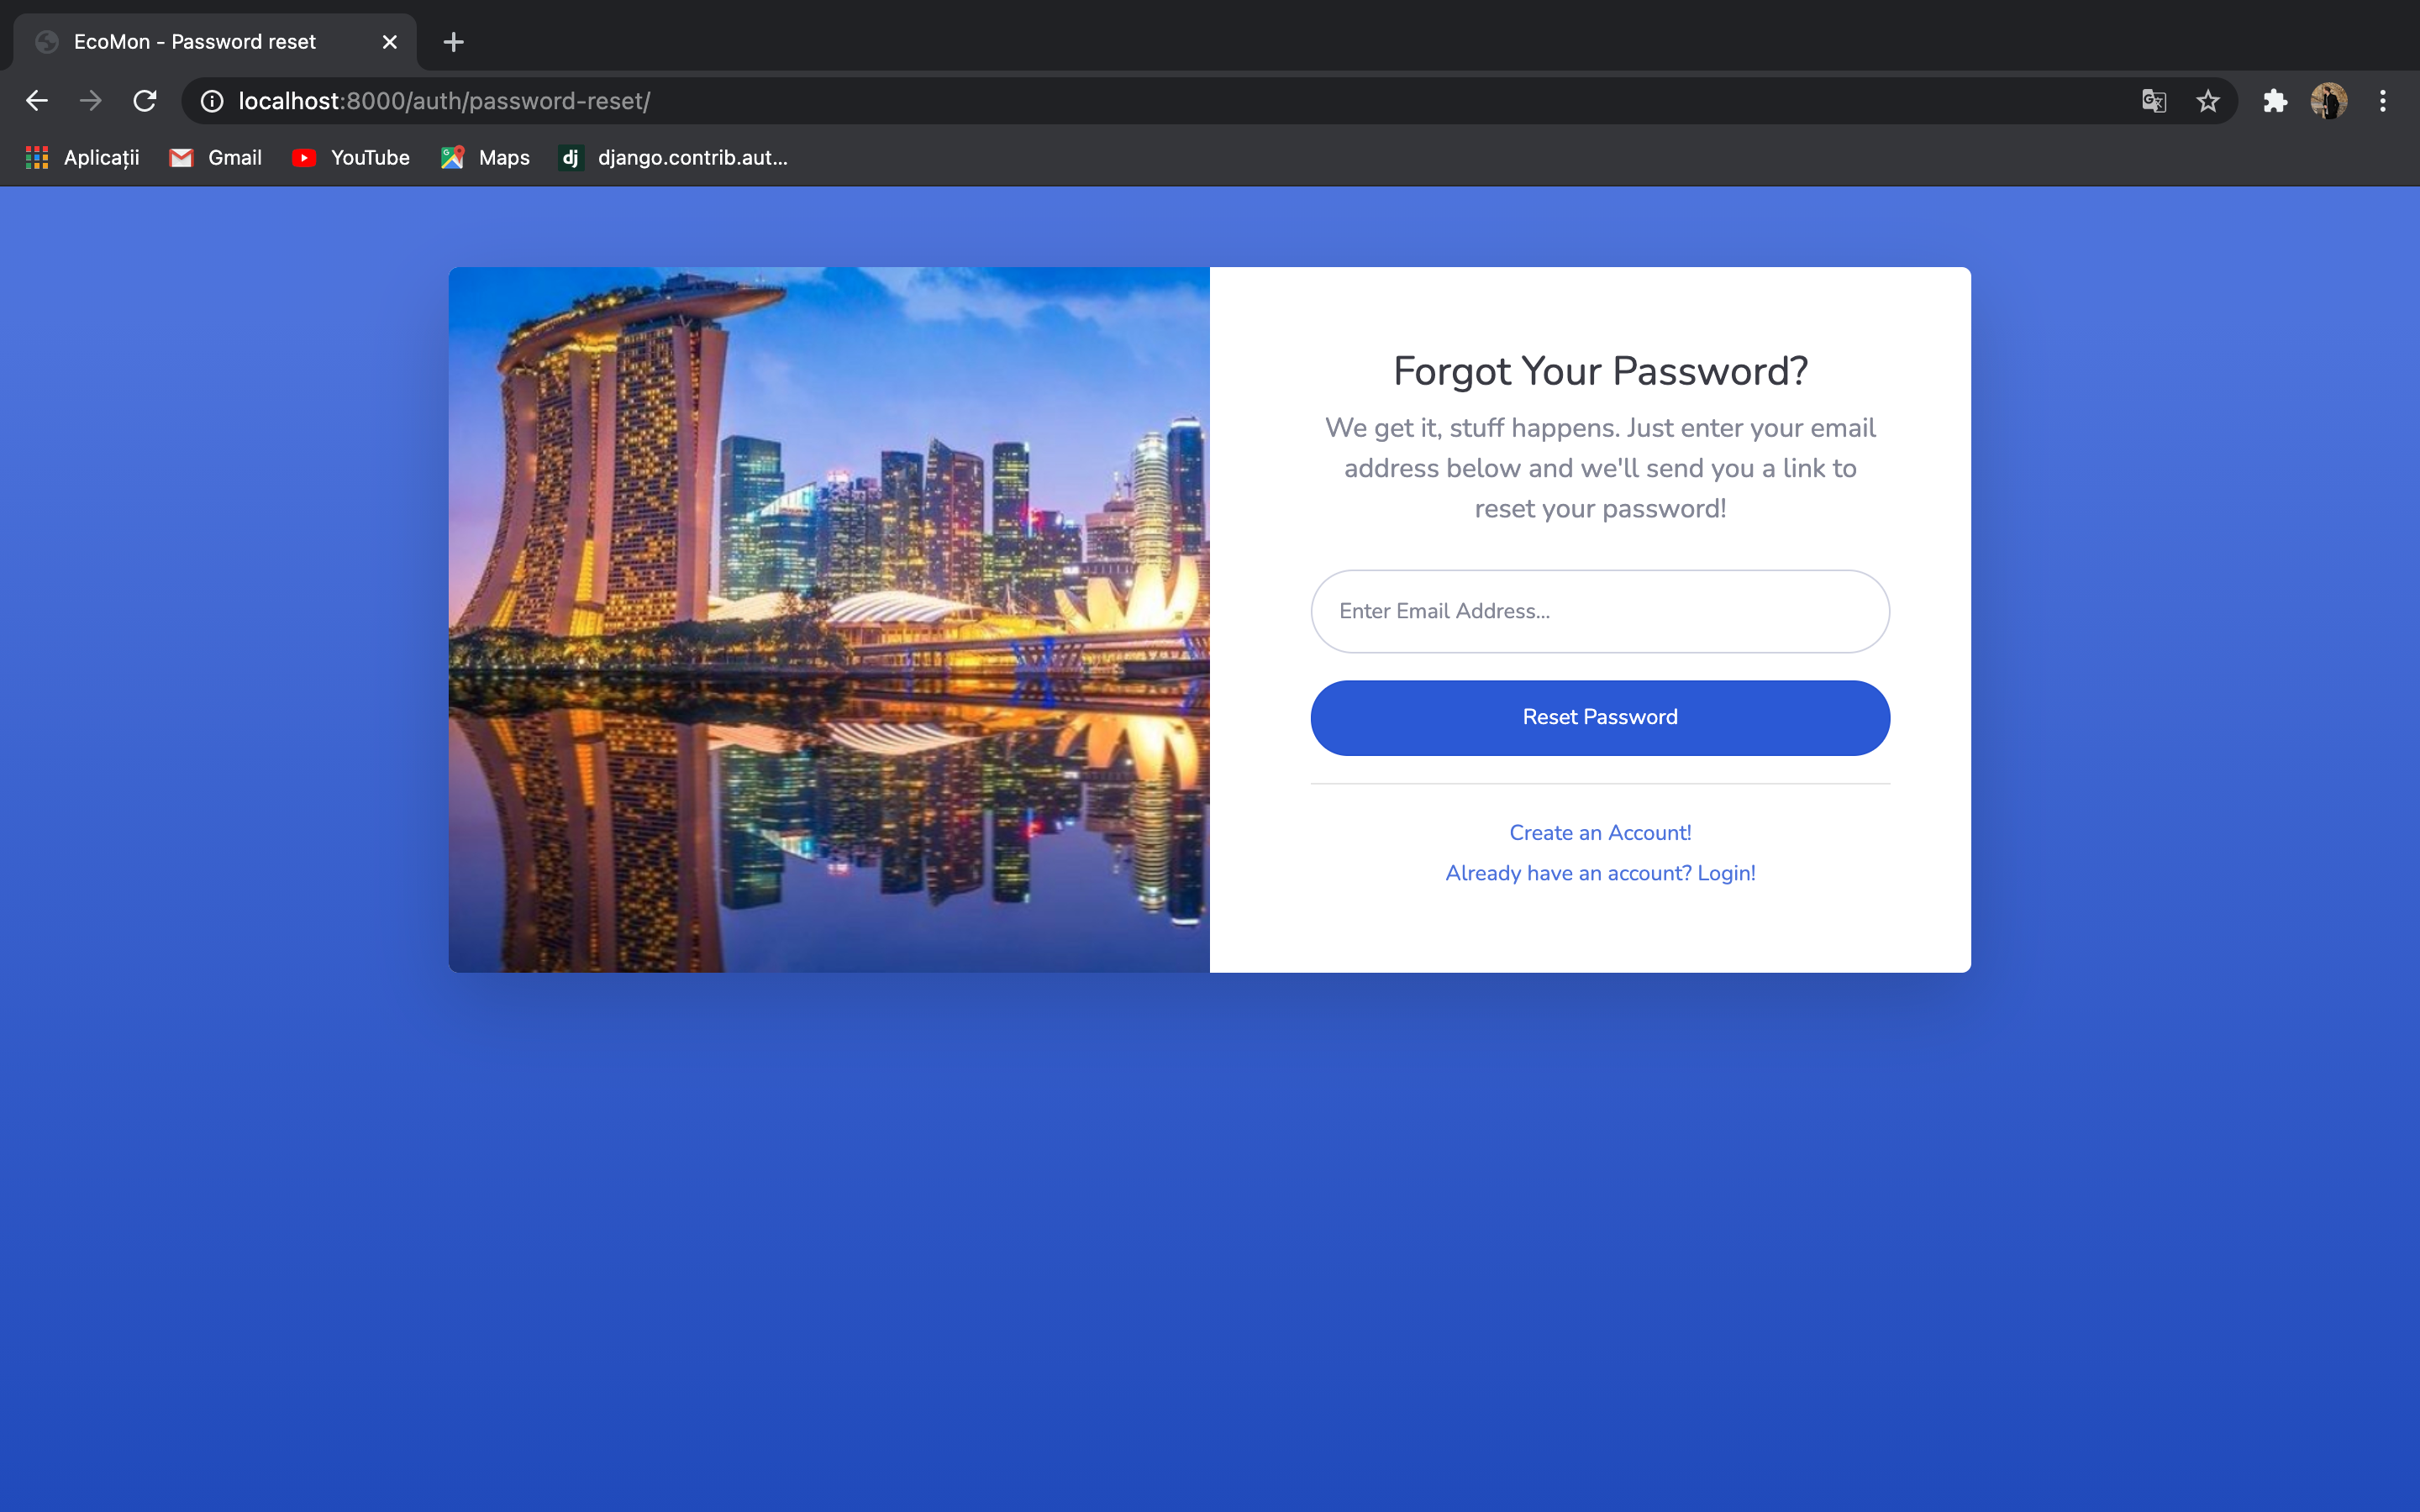 EcoMon - Password reset
localhost:8000/auth/password-reset/
Aplicații Gmail YouTube Maps dj django.contrib.aut...
Forgot Your Password?
We get it, stuff happens. Just enter your email
address below and we'll send you a link to
reset your password!
Enter Email Address...
Reset Password
Create an Account!
Already have an account? Login!